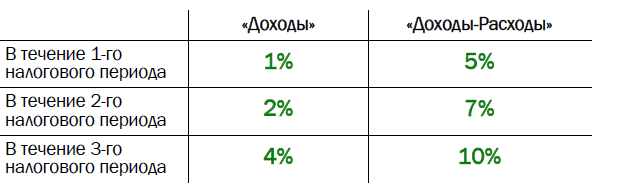 «Доходы» «Доходы-Расходы»
В течение 1-го
налогового периода
1% 5%
В течение 2-го
налогового периода
2% 7%
В течение 3-го
налогового периода
4% 10%